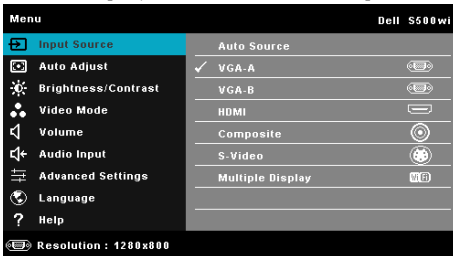 Menu Dell S500wi
Input Source
Auto Adjust
Brightness/Contrast
Video Mode
Volume
Audio Input
Advanced Settings
Language
Help
Auto Source
VGA-A
VGA-B
HDMI
Composite
S-Video
Multiple Display
WiFi
Resolution : 1280x800